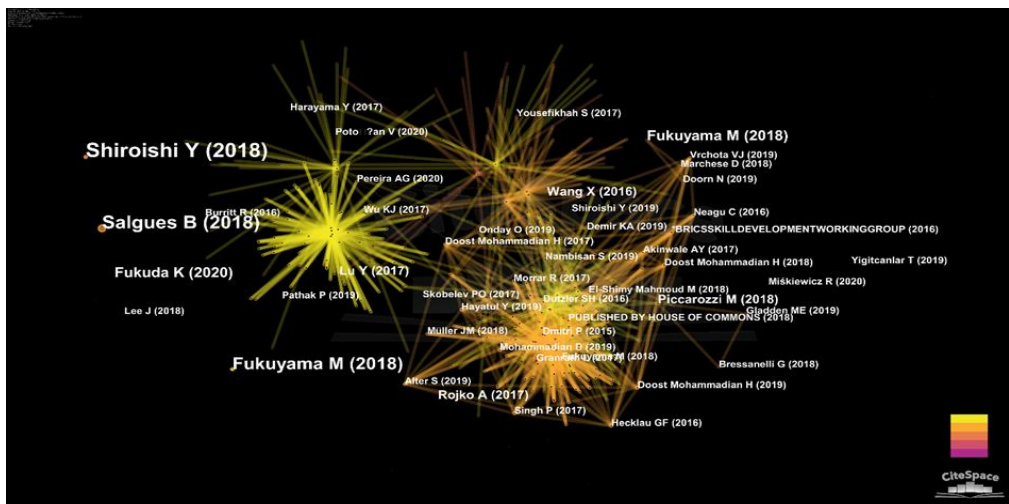 Harayama Y (2017)
Yousefikhah S (2017)
Fukuyama M (2018)
Shiroishi Y (2018)
Vrchota VJ (2019)
Marchese D (2018)
Pereira AG (2020)
Doorn N (2019)
Wang X (2016)
Burritt R (2016)
Wu KJ (2017)
Shiroishi Y (2019)
Neagu C (2016)
Salgues B (2018)
Onday O (2019)
Demir KA (2019)
BRICSSKILLDEVELOPMENTWORKINGGROUP (2016)
Doost Mohammadian H (2017)
Akinwale AY (2017)
Nambisan S (2019)
Doost Mohammadian H (2018)
Yigitcanlar T (2019)
Fukuda K (2020)
Lu Y (2017)
Morrar R (2017)
Miśkiewicz R (2020)
El-Shimy Mahmoud M (2018)
Pathak P (2019)
Skobelev PO (2017)
Dutzler SH (2016)
Piccarozzi M (2018)
Lee J (2018)
Hayatul Y (2019)
Gladden ME (2019)
PUBLISHED BY HOUSE OF COMMONS (2018)
Müller JM (2018)
Dmitri P (2015)
Mohammadian D (2019)
Fukuyama M (2018)
Fukuyama M (2018)
Bressanelli G (2018)
Alter S (2019)
Doost Mohammadian H (2019)
Rojko A (2017)
Singh P (2017)
Hecklau GF (2016)
CiteSpace